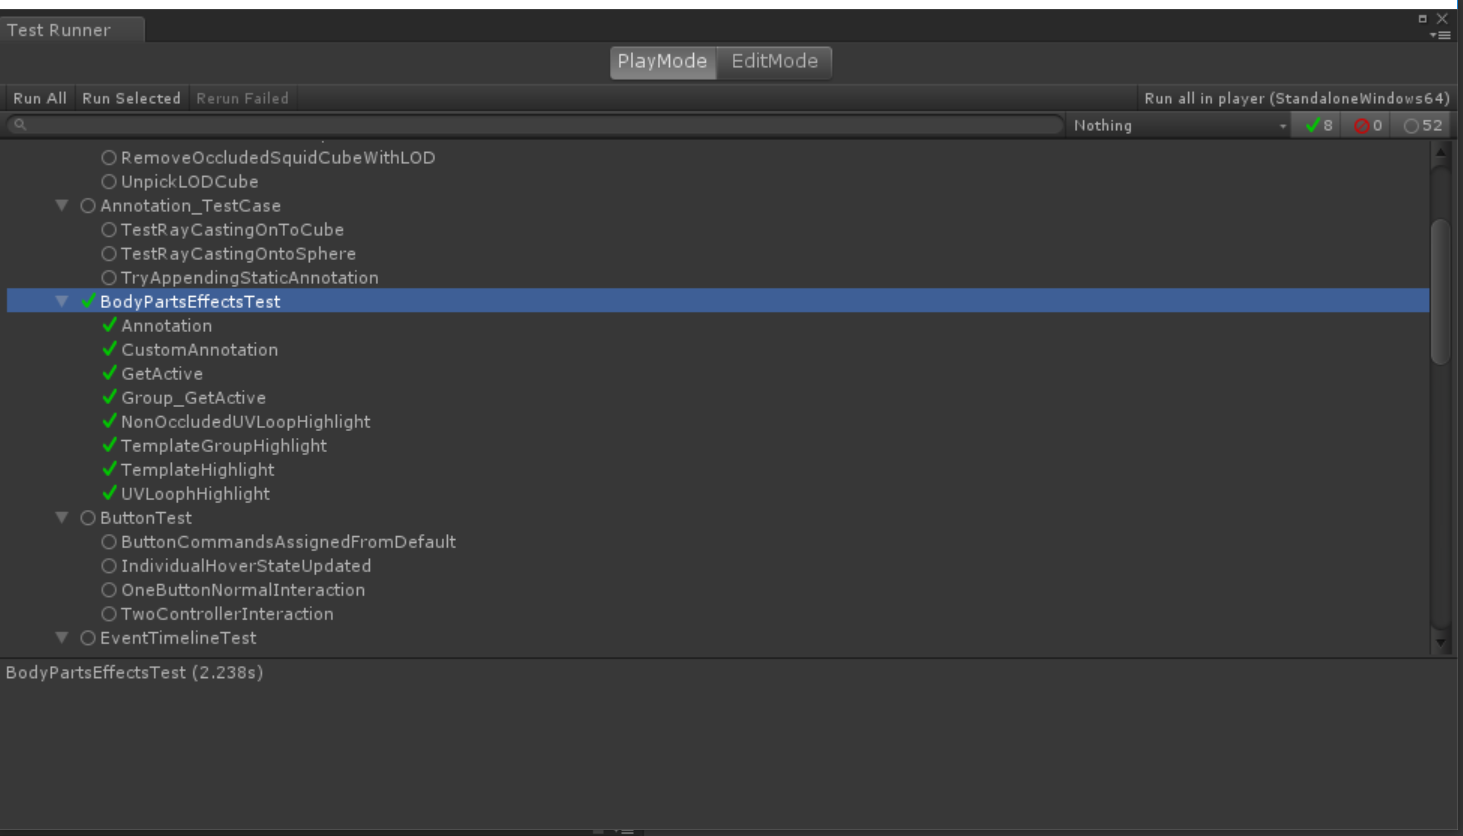 Test Runner
PlayMode EditMode
Run All Run Selected Rerun Failed Run all in player (StandaloneWindows64)
Nothing 8 0 52
RemoveOccludedSquidCubeWithLOD
UnpickLODCube
Annotation_TestCase
TestRayCastingOnToCube
TestRayCastingOntoSphere
TryAppendingStaticAnnotation
BodyPartsEffectsTest
Annotation
CustomAnnotation
GetActive
Group_GetActive
NonOccludedUVLoopHighlight
TemplateGroupHighlight
TemplateHighlight
UVLoophHighlight
ButtonTest
ButtonCommandsAssignedFromDefault
IndividualHoverStateUpdated
OneButtonNormalInteraction
TwoControllerInteraction
EventTimelineTest
BodyPartsEffectsTest (2.238s)